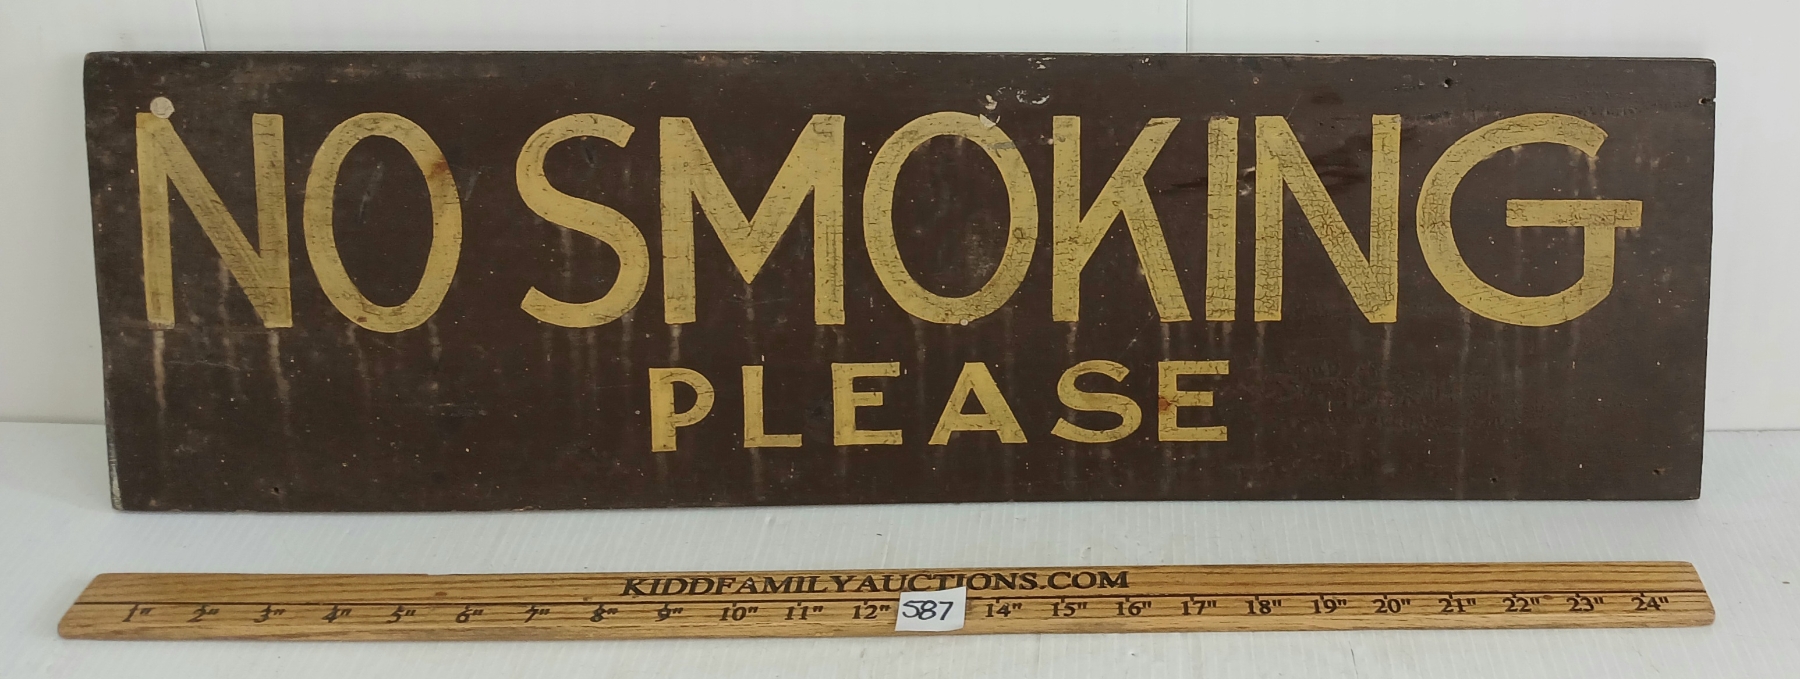 NO SMOKING
PLEASE
KIDDFAMILYAUCTIONS.COM
1" 2" 3" 4" 5" 6" 7" 8" 9" 10" 11" 12" 587 14" 15" 16" 17" 18" 19" 20" 21" 22" 23" 24"